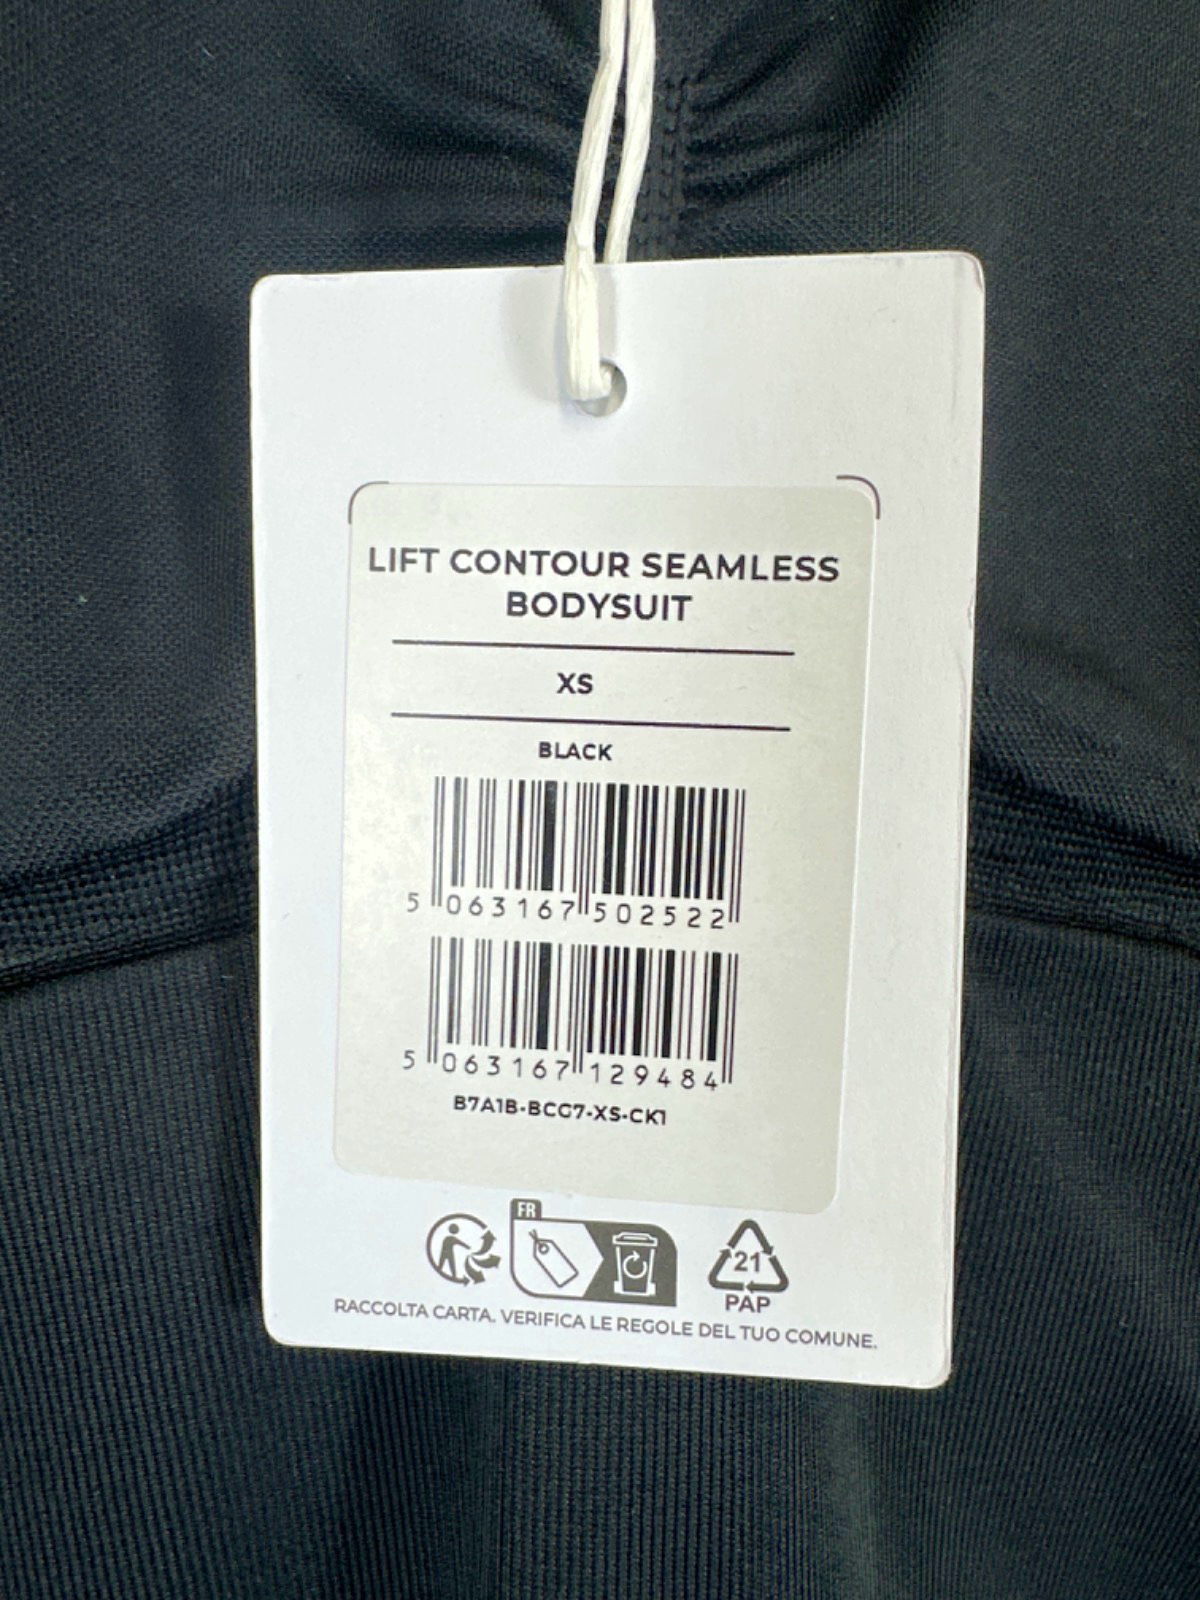 LIFT CONTOUR SEAMLESS
BODYSUIT
XS
BLACK
5 063167 502522
5 063167 129484
B7A1B-BCG7-XS-CK1
FR
21
PAP
RACCOLTA CARTA. VERIFICA LE REGOLE DEL TUO COMUNE.